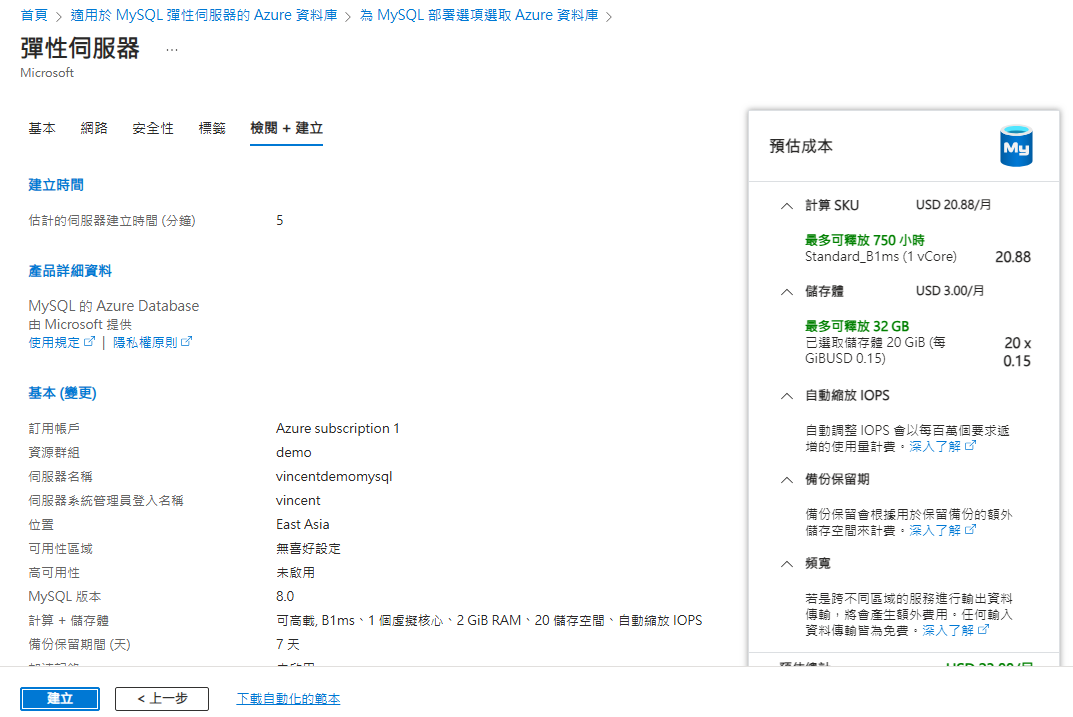 首頁 > 適用於 MySQL 彈性伺服器的 Azure 資料庫 > 為 MySQL 部署選項選取 Azure 資料庫 >
彈性伺服器 ...
Microsoft
基本 網路 安全性 標籤 檢閱 + 建立
建立時間
估計的伺服器建立時間 (分鐘) 5
產品詳細資料
MySQL 的 Azure Database
由 Microsoft 提供
使用規定 | 隱私權原則
基本 (變更)
訂用帳戶 Azure subscription 1
資源群組 demo
伺服器名稱 vincentdemomysql
伺服器系統管理員登入名稱 vincent
位置 East Asia
可用性區域 無喜好設定
高可用性 未啟用
MySQL 版本 8.0
計算 + 儲存體 可高載, B1ms、1 個虛擬核心、2 GiB RAM、20 儲存空間、自動縮放 IOPS
備份保留期間 (天) 7 天
預估成本
My
計算 SKU USD 20.88/月
最多可釋放 750 小時
Standard_B1ms (1 vCore) 20.88
儲存體 USD 3.00/月
最多可釋放 32 GB
已選取儲存體 20 GiB (每 20 x
GiBUSD 0.15) 0.15
自動縮放 IOPS
自動調整 IOPS 會以每百萬個要求遞
增的使用量計費。深入了解
備份保留期
備份保留會根據用於保留備份的額外
儲存空間來計費。深入了解
頻寬
若是跨不同區域的服務進行輸出資料
傳輸，將會產生額外費用。任何輸入
資料傳輸皆為免費。深入了解
建立 < 上一步 下載自動化的範本